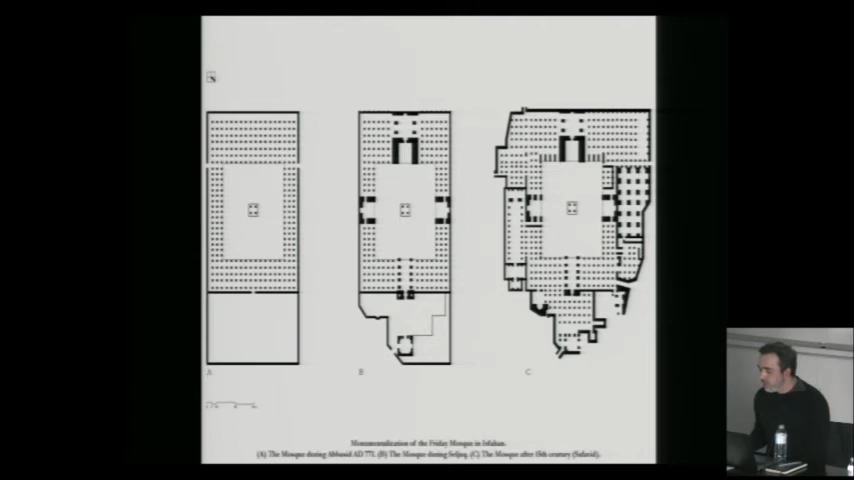 N
A
B
C
Monumentalization of the Friday Mosque in Isfahan.
(A) The Mosque during Abbasid AD 771. (B) The Mosque during Seljuq. (C) The Mosque after 15th century (Safavid).